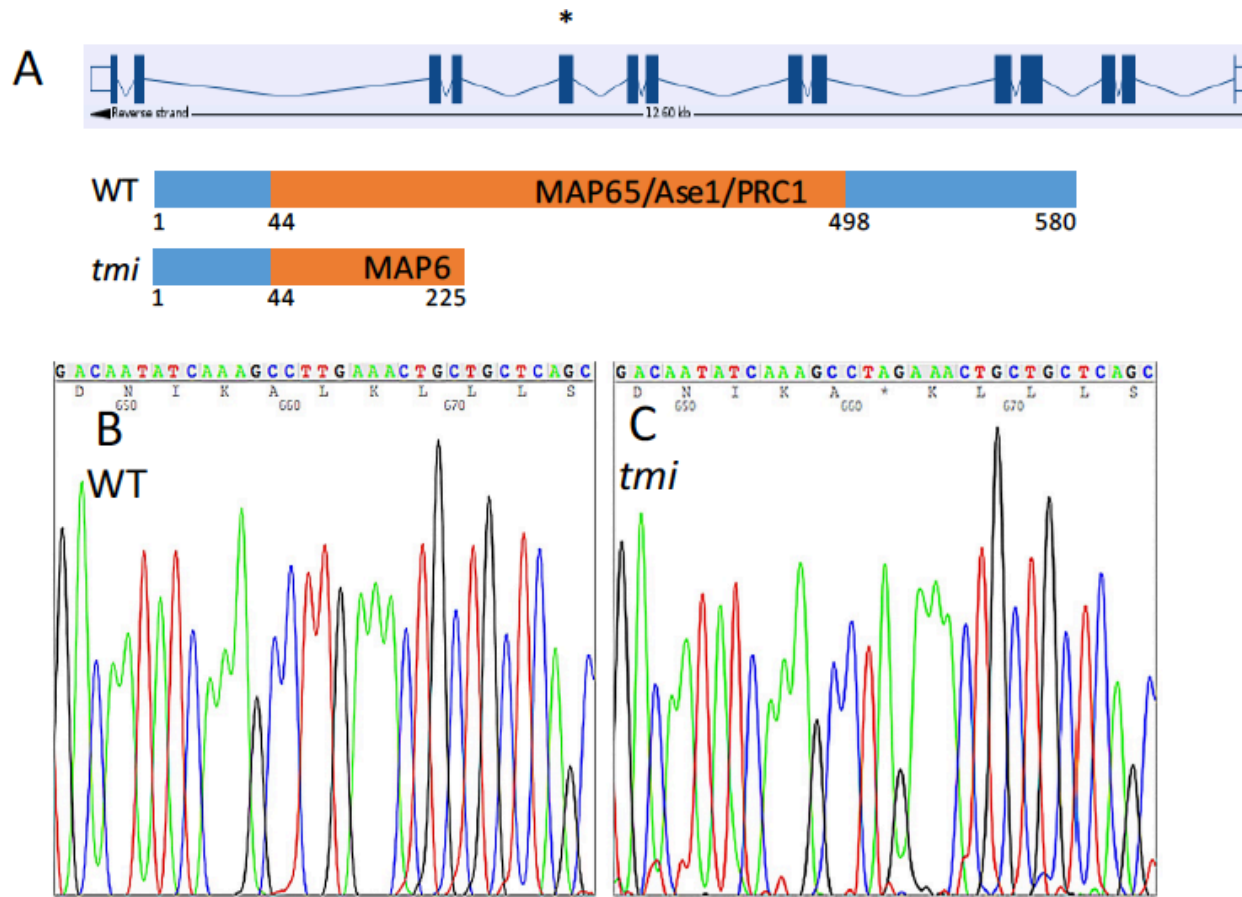 *
A
Reverse strand 12.60 kb
WT MAP65/Ase1/PRC1
1 44 498 580
tmi MAP6
1 44 225
GACAATATCAAAGCCTTGAAACTGCTGCTCAGC
D N I K A L K L L L S
650 660 670
B
WT
GACAATATCAAAGCCTAGAAACTGCTGCTCAGC
D N I K A * K L L L S
650 660 670
C
tmi